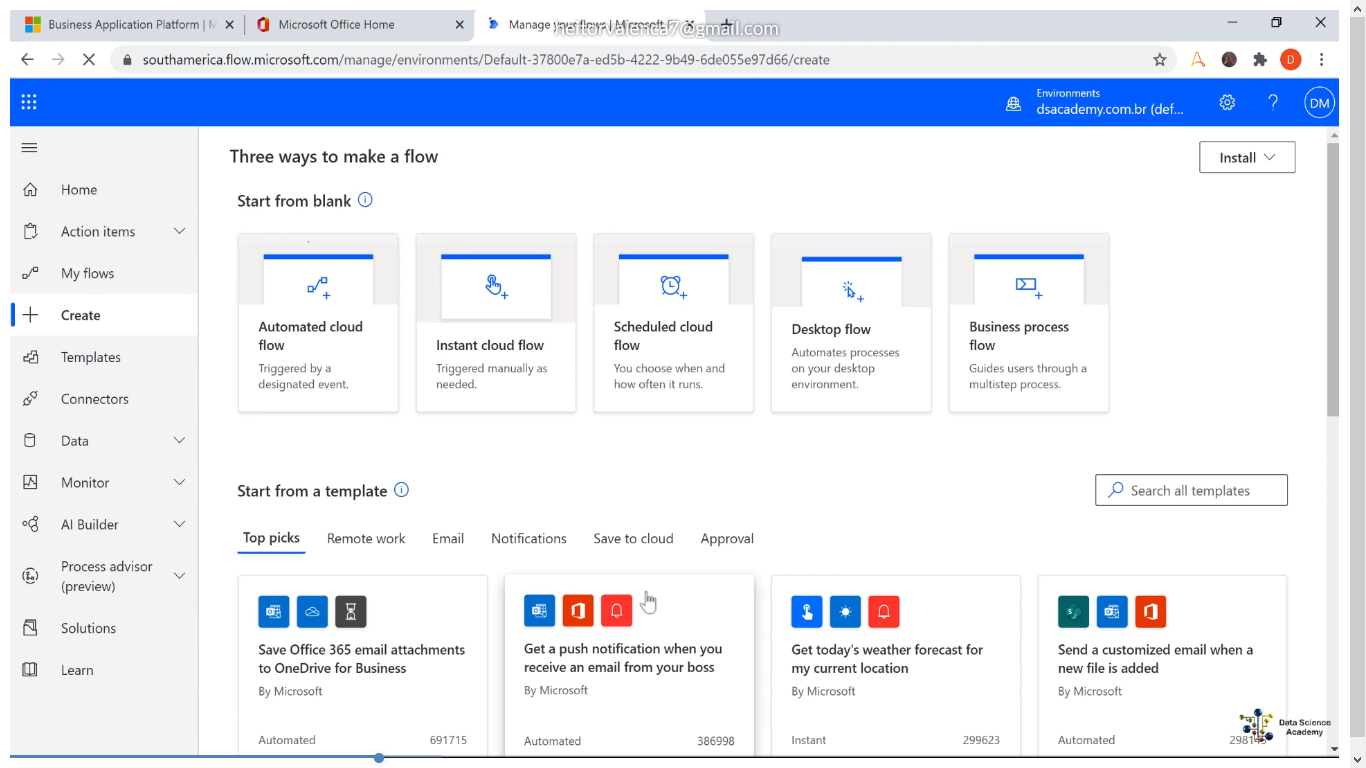 Business Application Platform | M
Microsoft Office Home
Manage your flows | Microsoft
heitorvalenca7@gmail.com
southamerica.flow.microsoft.com/manage/environments/Default-37800e7a-ed5b-4222-9b49-6de055e97d66/create
D
Environments
dsacademy.com.br (def...
DM
Home
Action items
My flows
Create
Templates
Connectors
Data
Monitor
AI Builder
Process advisor
(preview)
Solutions
Learn
Three ways to make a flow
Install
Start from blank
Automated cloud
flow
Triggered by a
designated event.
Instant cloud flow
Triggered manually as
needed.
Scheduled cloud
flow
You choose when and
how often it runs.
Desktop flow
Automates processes
on your desktop
environment.
Business process
flow
Guides users through a
multistep process.
Start from a template
Search all templates
Top picks
Remote work
Email
Notifications
Save to cloud
Approval
Save Office 365 email attachments
to OneDrive for Business
By Microsoft
Automated
691715
Get a push notification when you
receive an email from your boss
By Microsoft
Automated
386998
Get today's weather forecast for
my current location
By Microsoft
Instant
299623
Send a customized email when a
new file is added
By Microsoft
Automated
Data Science
Academy